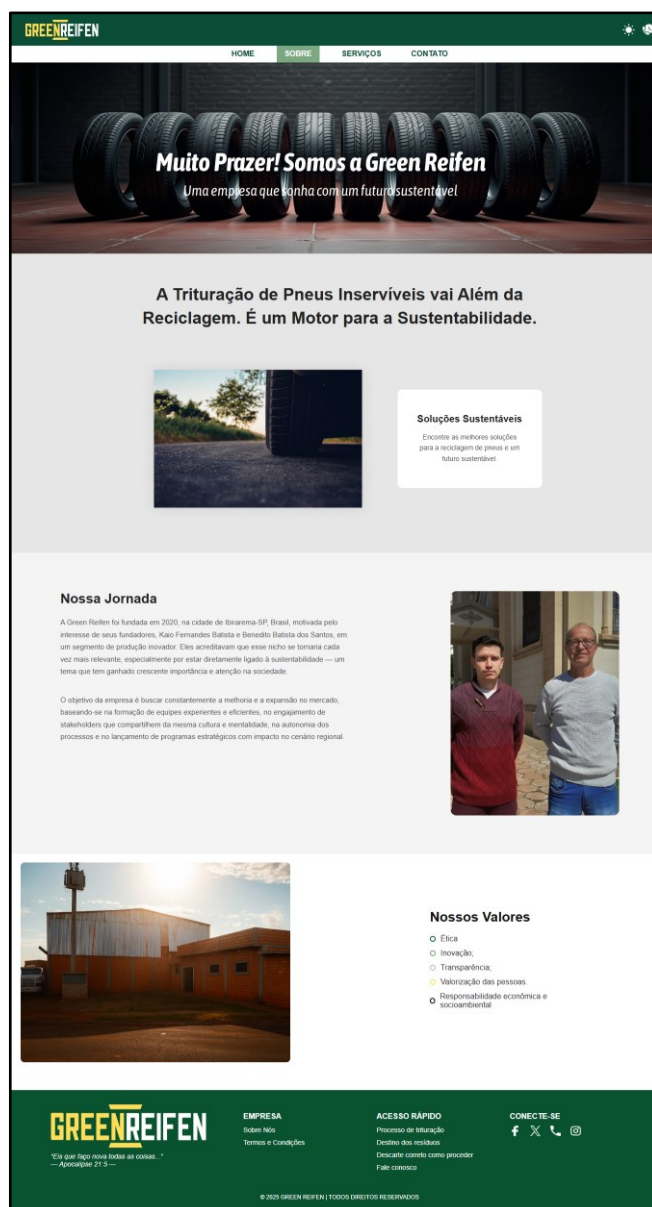 GREENREIFEN
HOME SOBRE SERVIÇOS CONTATO
Muito Prazer! Somos a Green Reifen
Uma empresa que sonha com um futuro sustentável
A Trituração de Pneus Inservíveis vai Além da
Reciclagem. É um Motor para a Sustentabilidade.
Soluções Sustentáveis
Encontre as melhores soluções
para a reciclagem de pneus e um
futuro sustentável.
Nossa Jornada
A Green Reifen foi fundada em 2020, na cidade de Ibirarema-SP, Brasil, motivada pelo
interesse de seus fundadores, Kaio Fernandes Batista e Benedito Batista dos Santos, em
um segmento de produção inovador. Eles acreditavam que esse nicho se tornaria cada
vez mais relevante, especialmente por estar diretamente ligado à sustentabilidade — um
tema que tem ganhado crescente importância e atenção na sociedade.
O objetivo da empresa é buscar constantemente a melhoria e a expansão no mercado,
baseando-se na formação de equipes experientes e eficientes, no engajamento de
stakeholders que compartilhem da mesma cultura e mentalidade, na autonomia dos
processos e no lançamento de programas estratégicos com impacto no cenário regional.
Nossos Valores
Ética
Inovação;
Transparência;
Valorização das pessoas.
Responsabilidade econômica e
socioambiental
GREENREIFEN
"Eis que faço nova todas as coisas..."
— Apocalipse 21:5 —
EMPRESA
Sobre Nós
Termos e Condições
ACESSO RÁPIDO
Processo de trituração
Destino dos resíduos
Descarte correto como proceder
Fale conosco
CONECTE-SE
© 2025 GREEN REIFEN | TODOS DIREITOS RESERVADOS